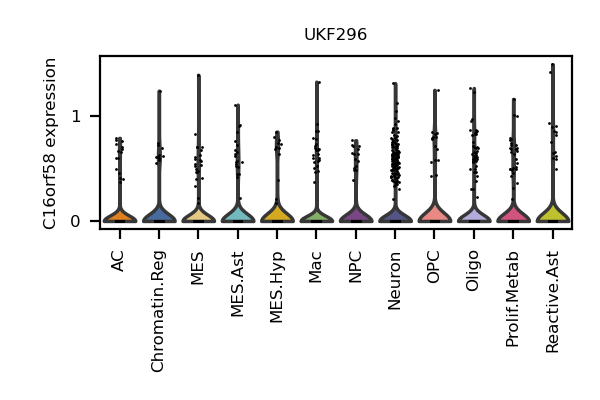 UKF296
C16orf58 expression
1
0
AC
Chromatin.Reg
MES
MES.Ast
MES.Hyp
Mac
NPC
Neuron
OPC
Oligo
Prolif.Metab
Reactive.Ast